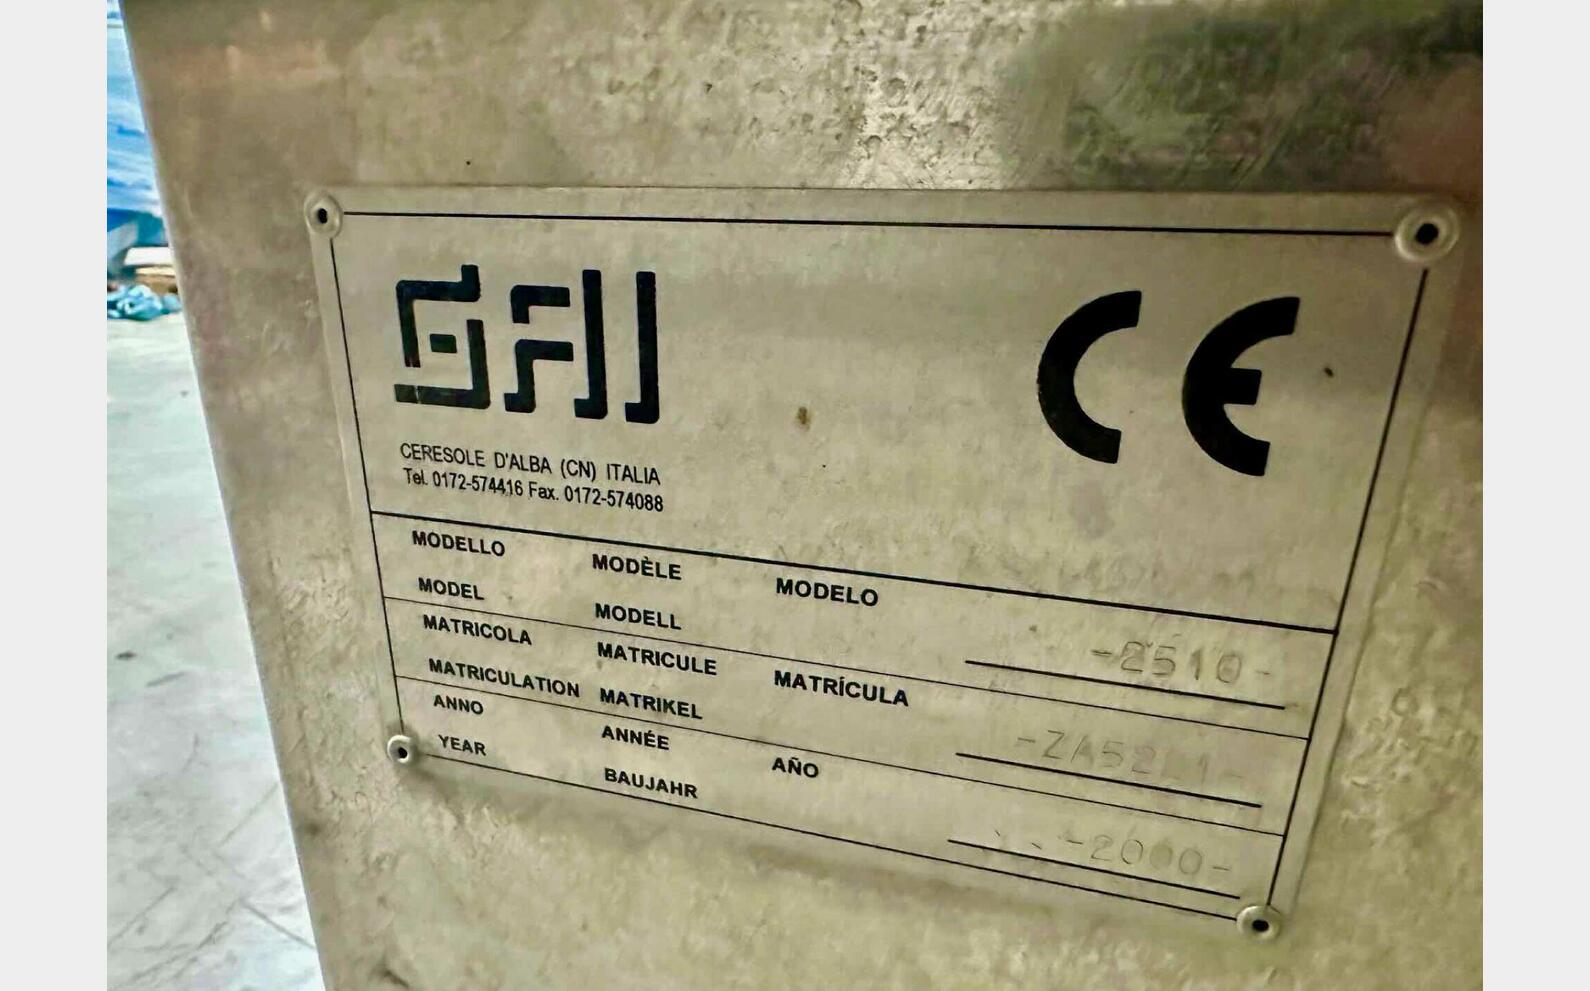 GAI
CE
CERESOLE D'ALBA (CN) ITALIA
Tel. 0172-574416 Fax. 0172-574088
MODELLO MODÈLE MODELO
MODEL MODELL -2510-
MATRICOLA MATRICULE MATRÍCULA
MATRICULATION MATRIKEL
ANNO ANNÉE AÑO
YEAR BAUJAHR -2000-